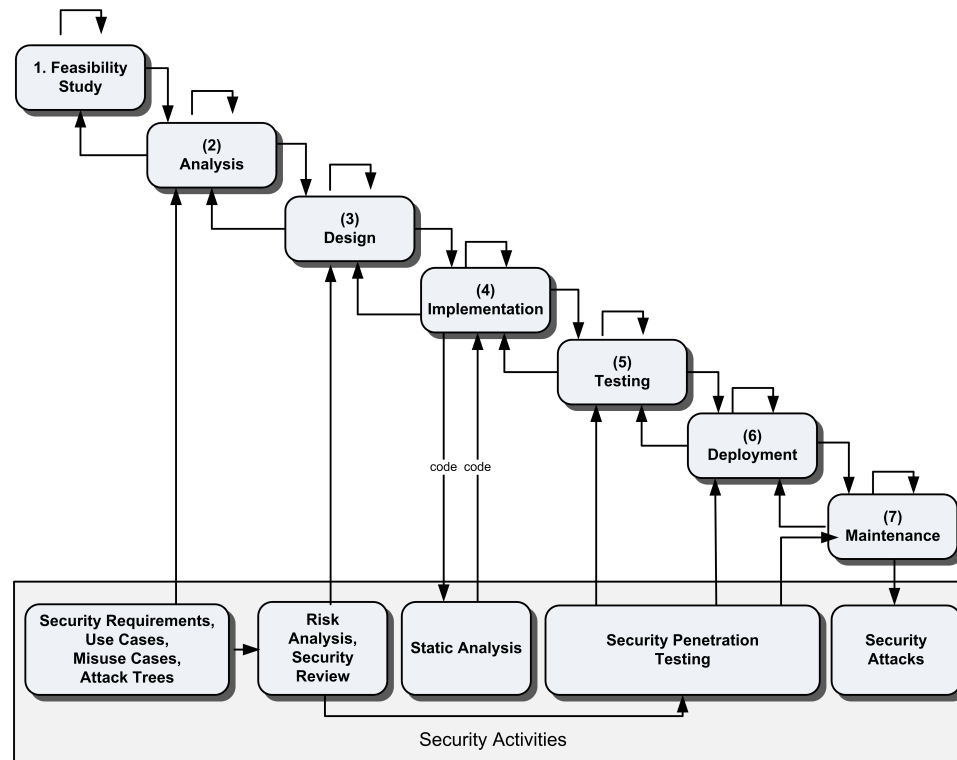 1. Feasibility
Study
(2)
Analysis
(3)
Design
(4)
Implementation
(5)
Testing
(6)
Deployment
(7)
Maintenance
code
code
Security Requirements,
Use Cases,
Misuse Cases,
Attack Trees
Risk
Analysis,
Security
Review
Static Analysis
Security Penetration
Testing
Security
Attacks
Security Activities